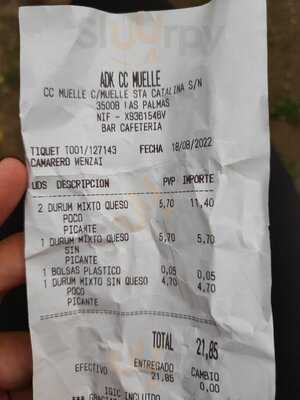 Sluurpy
ADK CC MUELLE
CC MUELLE C/MUELLE STA CATALINA S/N
35008 LAS PALMAS
NIF - X9361546V
BAR CAFETERIA
TIQUET T001/127143 FECHA 18/08/2022
CAMARERO WENZAI
UDS DESCRIPCION PVP IMPORTE
2 DURUM MIXTO QUESO 5,70 11,40
POCO
PICANTE
1 DURUM MIXTO QUESO 5,70 5,70
SIN
PICANTE
1 BOLSAS PLASTICO 0,05 0,05
1 DURUM MIXTO SIN QUESO 4,70 4,70
POCO
PICANTE
TOTAL 21,85
EFECTIVO ENTREGADO CAMBIO
21,85 0,00
IGIC INCLUIDO